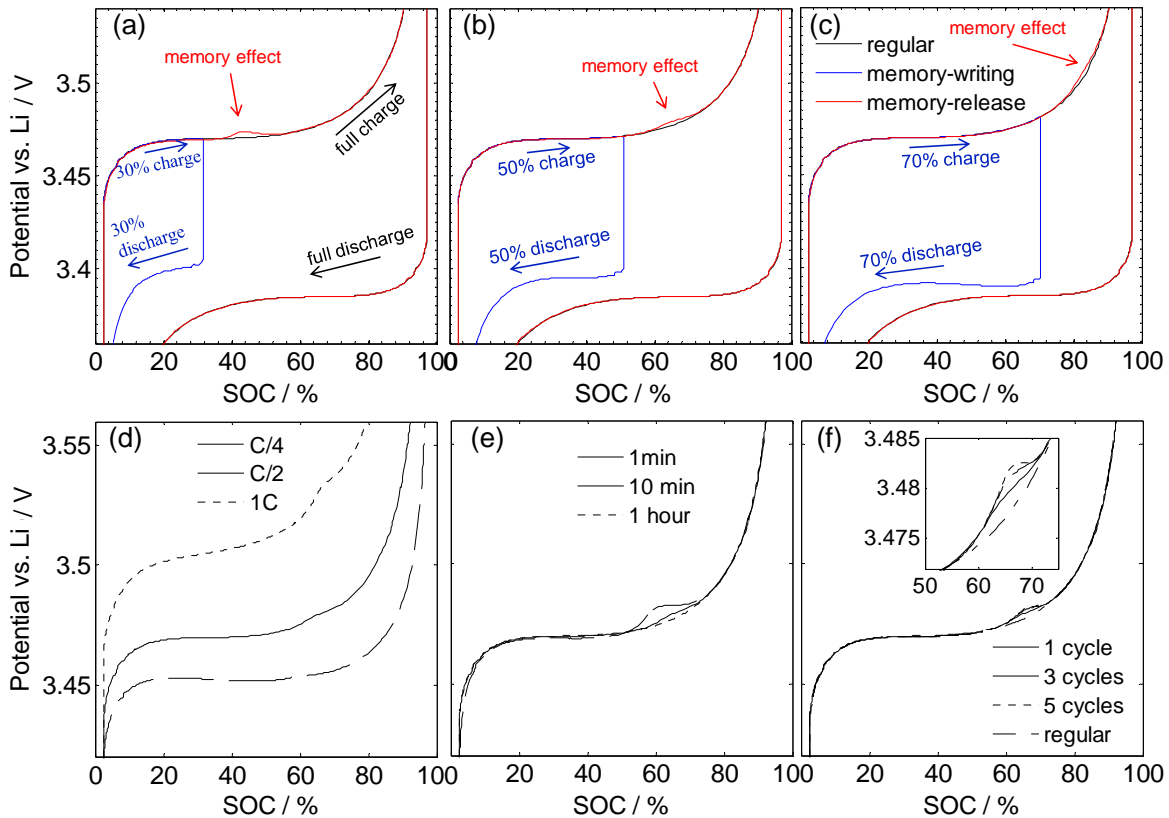 (a)
memory effect
30% charge
full charge
30%
discharge
full discharge
3.5
3.45
3.4
Potential vs. Li / V
0 20 40 60 80 100
SOC / %
(b)
memory effect
50% charge
50% discharge
0 20 40 60 80 100
SOC / %
(c)
memory effect
regular
memory-writing
memory-release
70% charge
70% discharge
0 20 40 60 80 100
SOC / %
(d)
C/4
C/2
1C
3.55
3.5
3.45
Potential vs. Li / V
0 20 40 60 80 100
SOC / %
(e)
1min
10 min
1 hour
20 40 60 80 100
SOC / %
(f)
3.485
3.48
3.475
50 60 70
1 cycle
3 cycles
5 cycles
regular
20 40 60 80 100
SOC / %